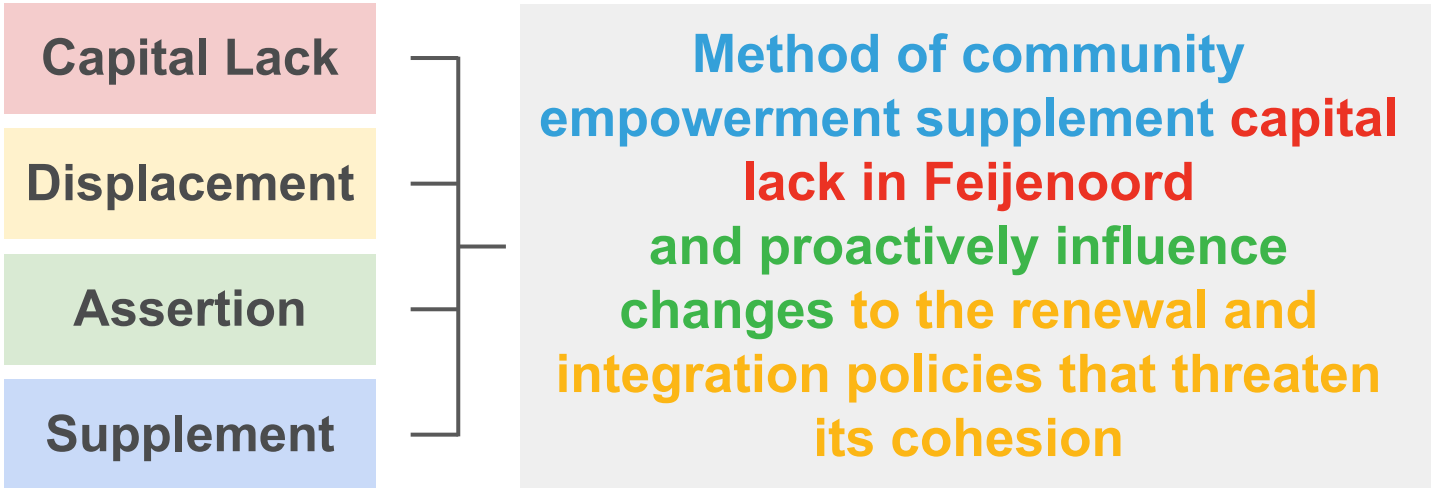 Capital Lack
Displacement
Assertion
Supplement
Method of community
empowerment supplement capital
lack in Feijenoord
and proactively influence
changes to the renewal and
integration policies that threaten
its cohesion